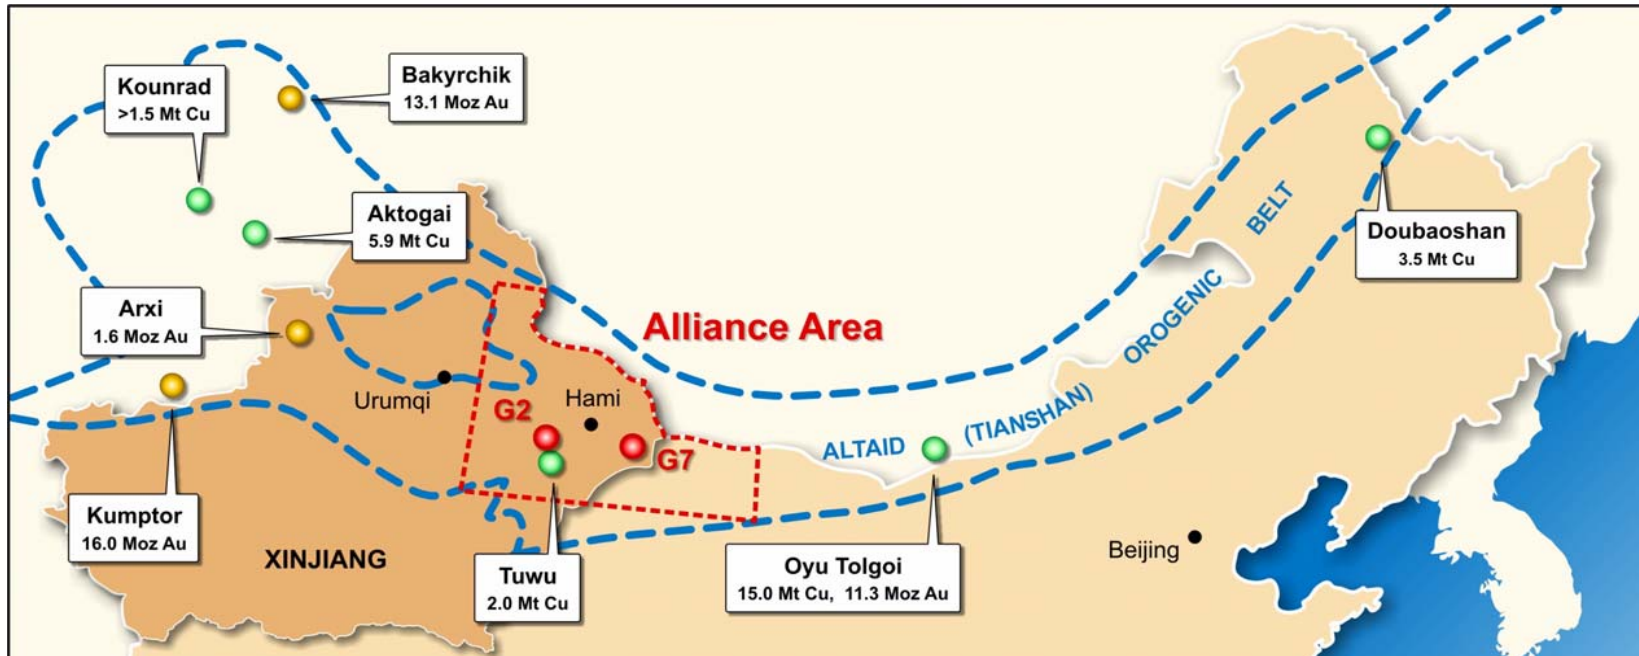 Kounrad
>1.5 Mt Cu
Bakyrchik
13.1 Moz Au
Aktogai
5.9 Mt Cu
Doubaoshan
3.5 Mt Cu
Arxi
1.6 Moz Au
Alliance Area
BELT
OROGENIC
(TIANSHAN)
ALTAID
Urumqi
Hami
G2
G7
Kumptor
16.0 Moz Au
XINJIANG
Tuwu
2.0 Mt Cu
Oyu Tolgoi
15.0 Mt Cu, 11.3 Moz Au
Beijing